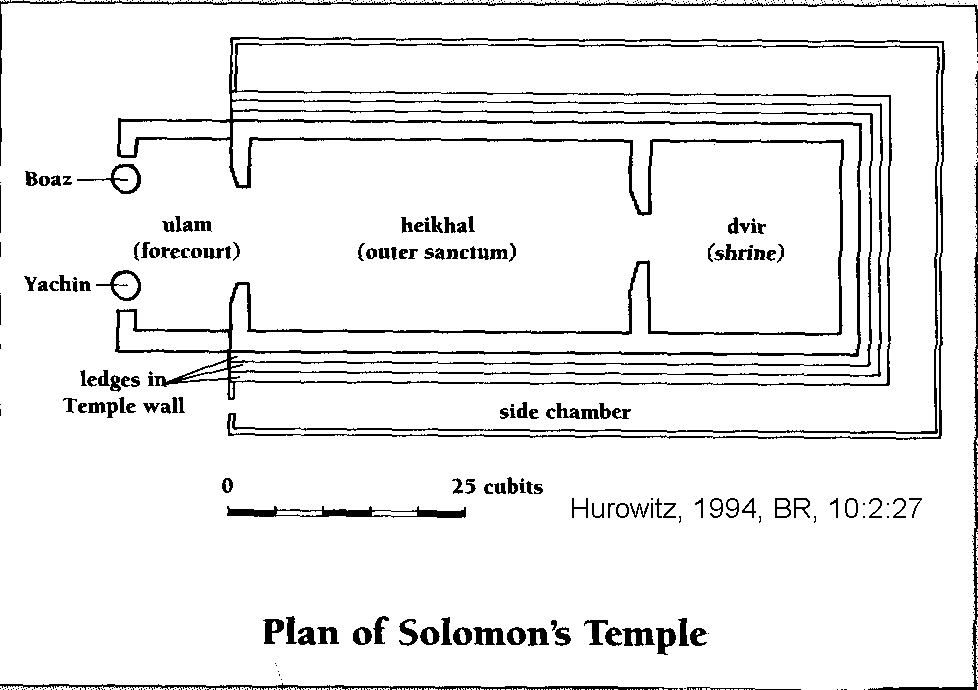 Boaz
ulam
(forecourt)
heikhal
(outer sanctum)
dvir
(shrine)
Yachin
ledges in
Temple wall
side chamber
0
25 cubits
Hurowitz, 1994, BR, 10:2:27
Plan of Solomon's Temple